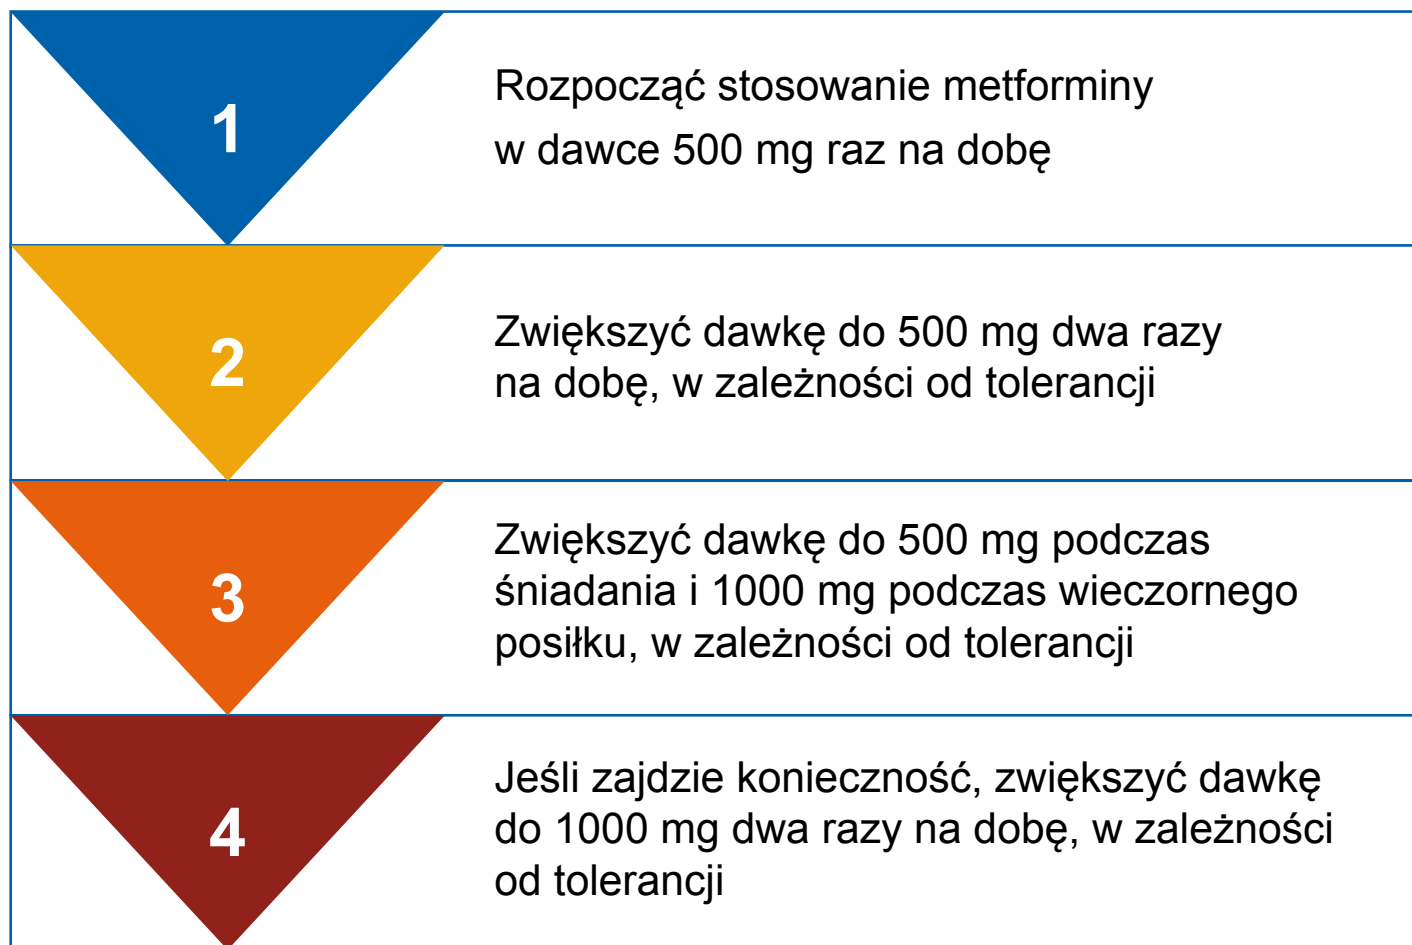 1
Rozpocząć stosowanie metforminy
w dawce 500 mg raz na dobę
2
Zwiększyć dawkę do 500 mg dwa razy
na dobę, w zależności od tolerancji
3
Zwiększyć dawkę do 500 mg podczas
śniadania i 1000 mg podczas wieczornego
posiłku, w zależności od tolerancji
4
Jeśli zajdzie konieczność, zwiększyć dawkę
do 1000 mg dwa razy na dobę, w zależności
od tolerancji